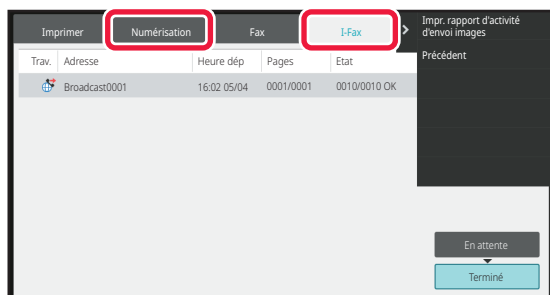 Imprimer Numérisation Fax I-Fax
Impr. rapport d'activité
d'envoi images
Précédent
Trav. Adresse Heure dép Pages Etat
Broadcast0001 16:02 05/04 0001/0001 0010/0010 OK
En attente
Terminé